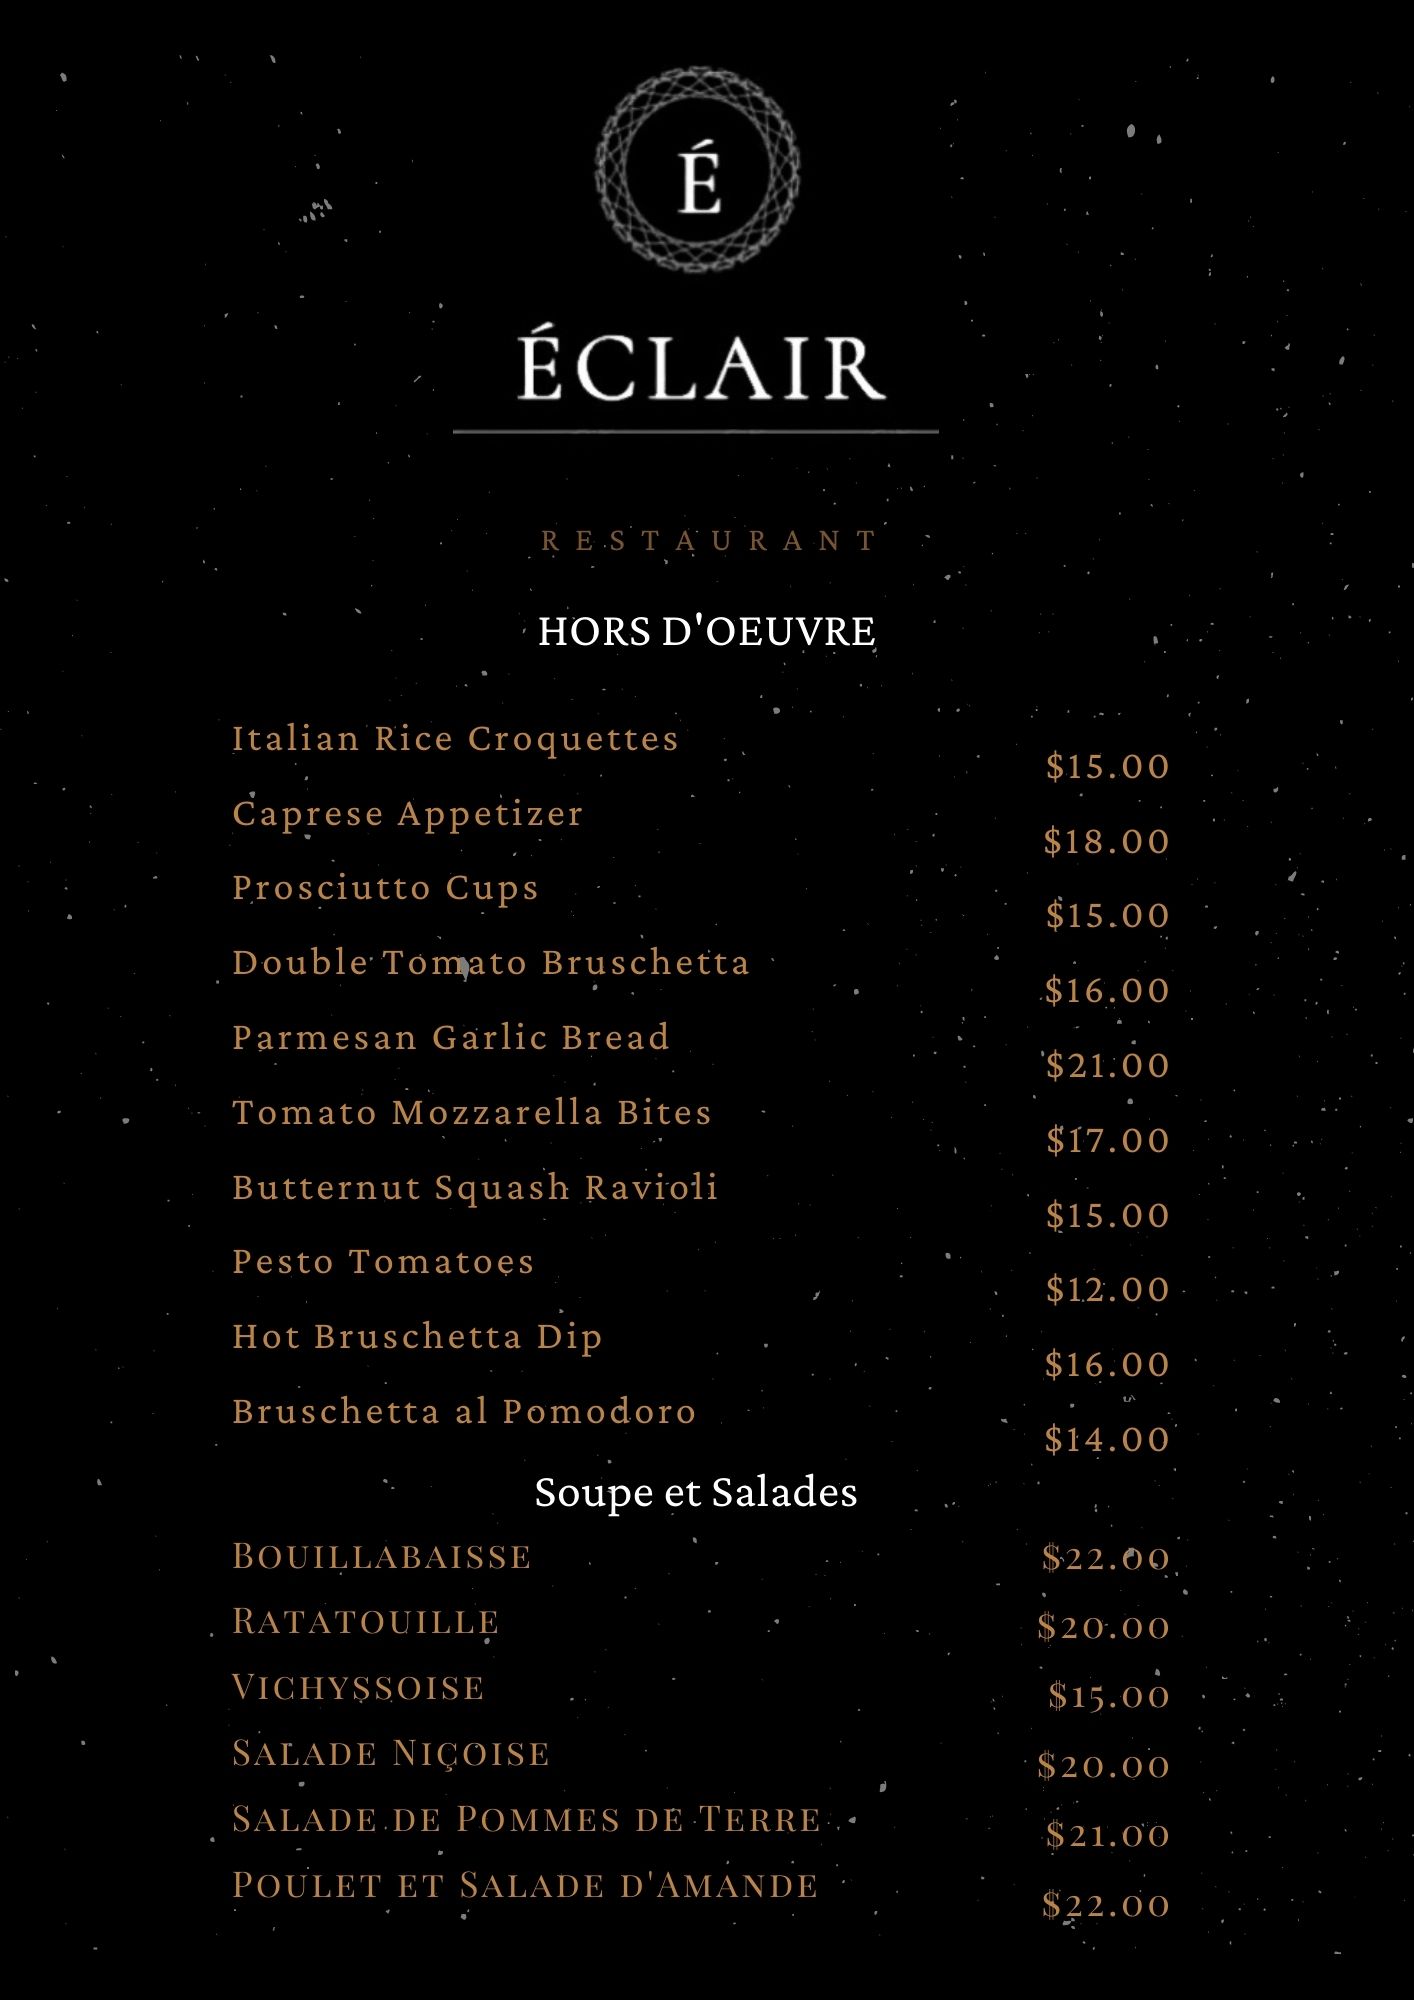 É
ÉCLAIR
RESTAURANT
HORS D'OEUVRE
Italian Rice Croquettes $15.00
Caprese Appetizer $18.00
Prosciutto Cups $15.00
Double Tomato Bruschetta $16.00
Parmesan Garlic Bread $21.00
Tomato Mozzarella Bites $17.00
Butternut Squash Ravioli $15.00
Pesto Tomatoes $12.00
Hot Bruschetta Dip $16.00
Bruschetta al Pomodoro $14.00
Soupe et Salades
Bouillabaisse $22.00
Ratatouille $20.00
Vichyssoise $15.00
Salade Niçoise $20.00
Salade de Pommes de Terre $21.00
Poulet et Salade d'Amande $22.00